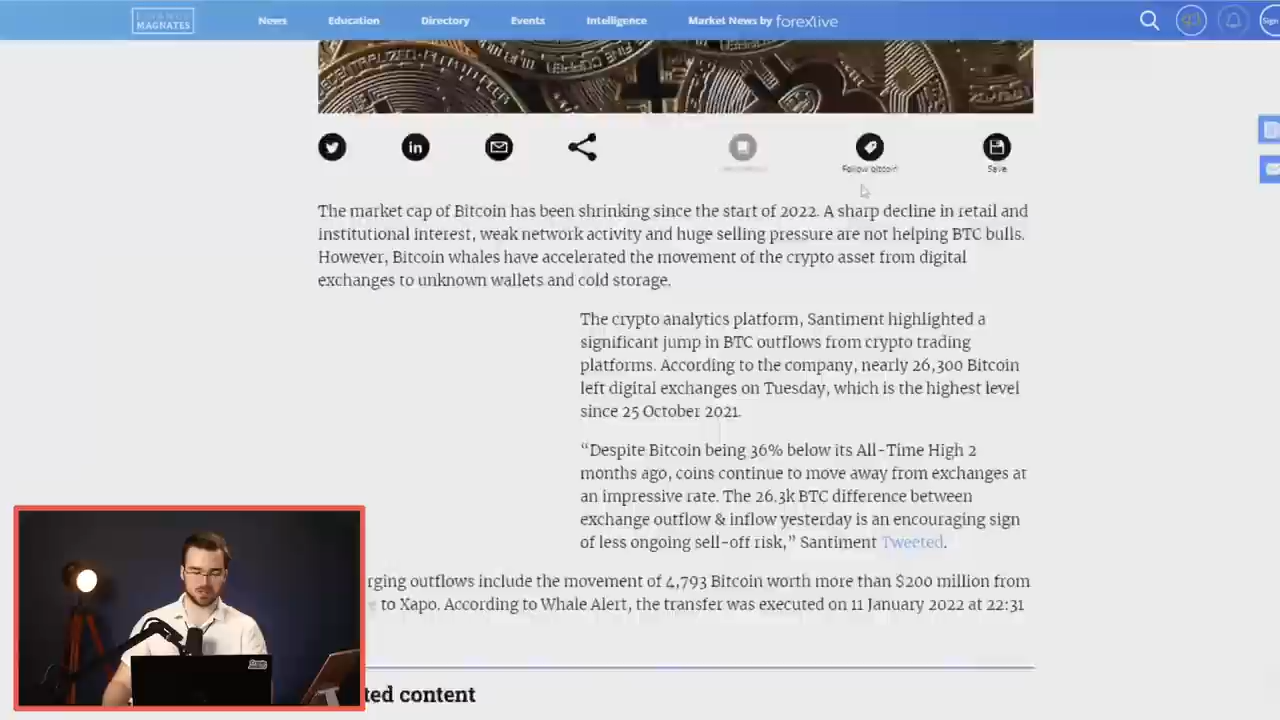 FINANCE
MAGNATES
News
Education
Directory
Events
Intelligence
Market News by forexlive
Sign
in
Follow bitcoin
Save
The market cap of Bitcoin has been shrinking since the start of 2022. A sharp decline in retail and
institutional interest, weak network activity and huge selling pressure are not helping BTC bulls.
However, Bitcoin whales have accelerated the movement of the crypto asset from digital
exchanges to unknown wallets and cold storage.
The crypto analytics platform, Santiment highlighted a
significant jump in BTC outflows from crypto trading
platforms. According to the company, nearly 26,300 Bitcoin
left digital exchanges on Tuesday, which is the highest level
since 25 October 2021.
“Despite Bitcoin being 36% below its All-Time High 2
months ago, coins continue to move away from exchanges at
an impressive rate. The 26.3k BTC difference between
exchange outflow & inflow yesterday is an encouraging sign
of less ongoing sell-off risk,” Santiment Tweeted.
rging outflows include the movement of 4,793 Bitcoin worth more than $200 million from
to Xapo. According to Whale Alert, the transfer was executed on 11 January 2022 at 22:31
ted content